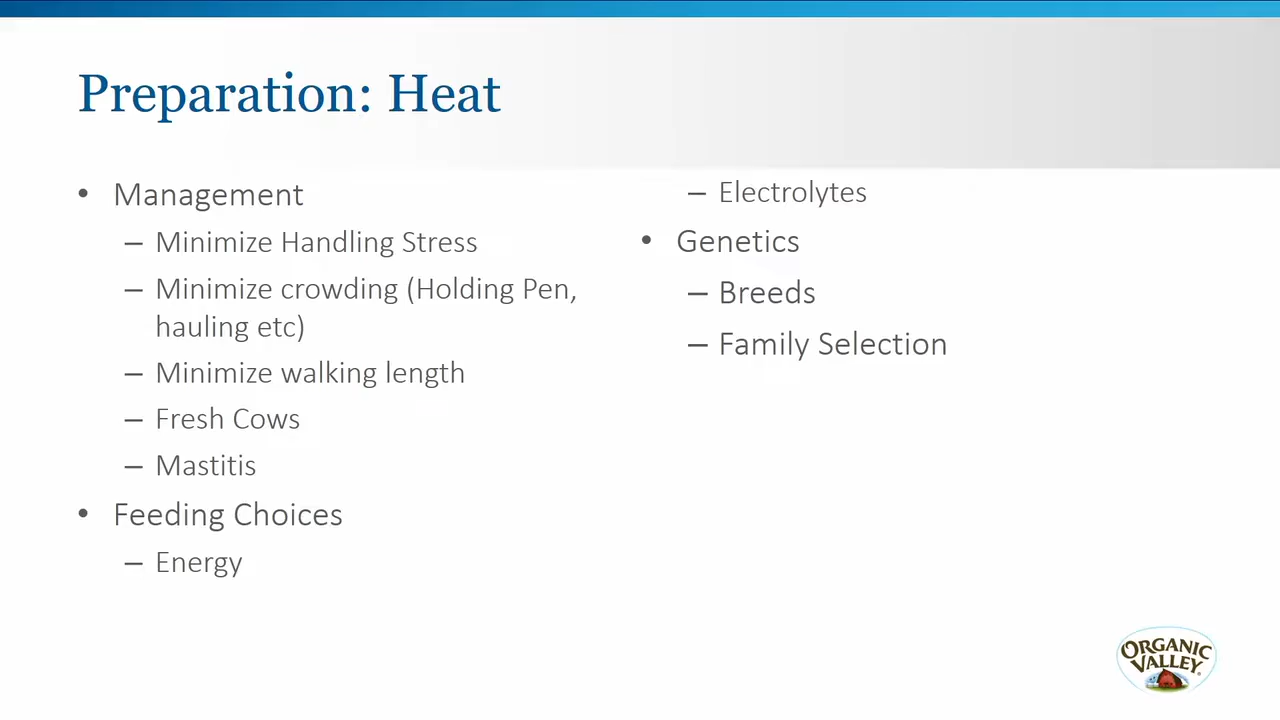 Preparation: Heat
• Management
– Minimize Handling Stress
– Minimize crowding (Holding Pen,
hauling etc)
– Minimize walking length
– Fresh Cows
– Mastitis
• Feeding Choices
– Energy
– Electrolytes
• Genetics
– Breeds
– Family Selection
ORGANIC
VALLEY®